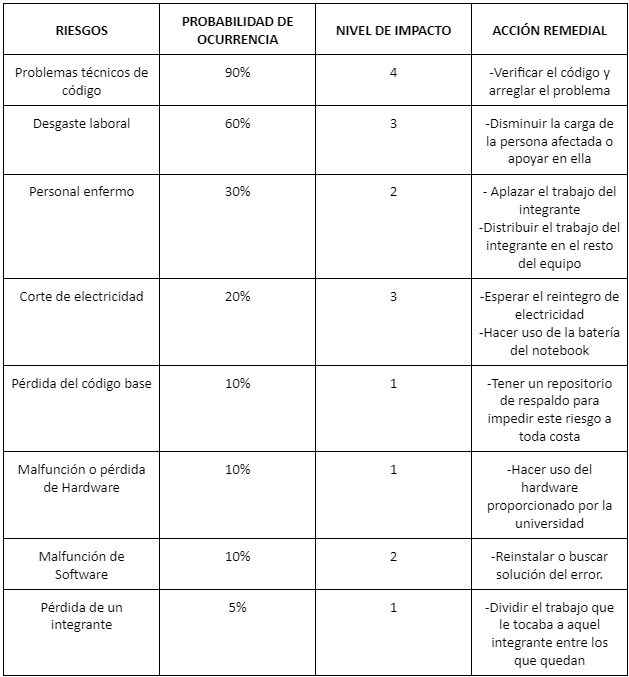 RIESGOS
PROBABILIDAD DE
OCURRENCIA
NIVEL DE IMPACTO
ACCIÓN REMEDIAL
Problemas técnicos de
código
90%
4
-Verificar el código y
arreglar el problema
Desgaste laboral
60%
3
-Disminuir la carga de
la persona afectada o
apoyar en ella
Personal enfermo
30%
2
- Aplazar el trabajo del
integrante
-Distribuir el trabajo del
integrante en el resto
del equipo
Corte de electricidad
20%
3
-Esperar el reintegro de
electricidad
-Hacer uso de la batería
del notebook
Pérdida del código base
10%
1
-Tener un repositorio
de respaldo para
impedir este riesgo a
toda costa
Malfunción o pérdida
de Hardware
10%
1
-Hacer uso del
hardware
proporcionado por la
universidad
Malfunción de
Software
10%
2
-Reinstalar o buscar
solución del error.
Pérdida de un
integrante
5%
1
-Dividir el trabajo que
le tocaba a aquel
integrante entre los
que quedan